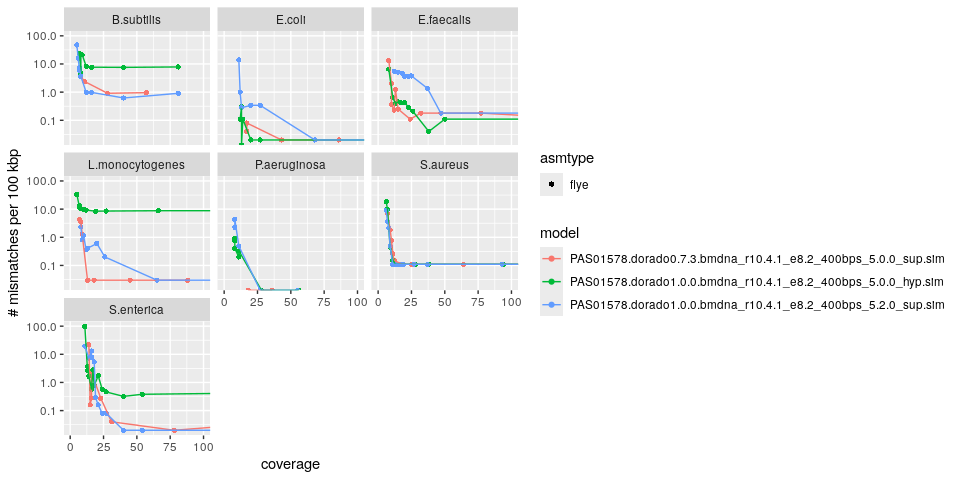 B.subtilis
E.coli
E.faecalis
100.0
10.0
1.0
0.1
L.monocytogenes
P.aeruginosa
S.aureus
100.0
10.0
1.0
0.1
0 25 50 75 100
0 25 50 75 100
S.enterica
100.0
10.0
1.0
0.1
0 25 50 75 100
coverage
# mismatches per 100 kbp
asmtype
flye
model
PAS01578.dorado0.7.3.bmdna_r10.4.1_e8.2_400bps_5.0.0_sup.slm
PAS01578.dorado1.0.0.bmdna_r10.4.1_e8.2_400bps_5.0.0_hyp.slm
PAS01578.dorado1.0.0.bmdna_r10.4.1_e8.2_400bps_5.2.0_sup.slm